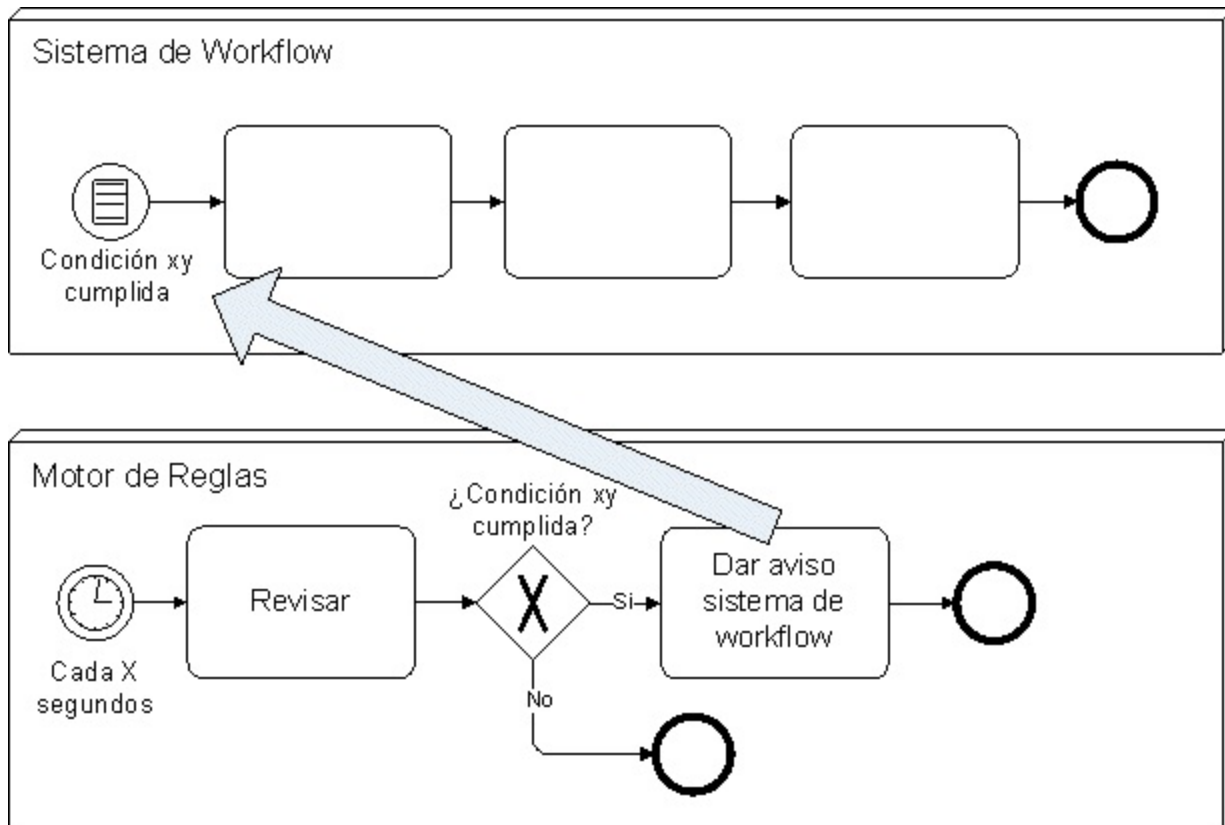 Sistema de Workflow
Condición xy
cumplida
Motor de Reglas
¿Condición xy
cumplida?
Cada X
segundos
Revisar
Si
No
Dar aviso
sistema de
workflow